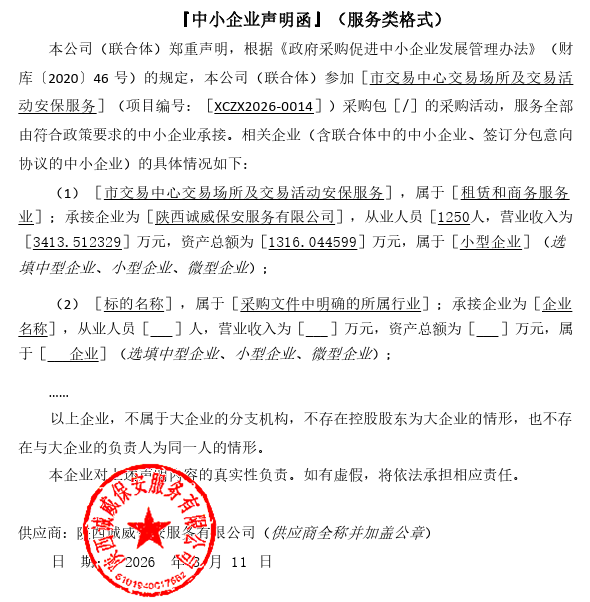 『中小企业声明函』（服务类格式）
本公司（联合体）郑重声明，根据《政府采购促进中小企业发展管理办法》（财
库〔2020〕46 号）的规定，本公司（联合体）参加［市交易中心交易场所及交易活
动安保服务］（项目编号：［XCZX2026-0014］）采购包［/］的采购活动，服务全部
由符合政策要求的中小企业承接。相关企业（含联合体中的中小企业、签订分包意向
协议的中小企业）的具体情况如下：
（1）［市交易中心交易场所及交易活动安保服务］，属于［租赁和商务服务
业］；承接企业为［陕西诚威保安服务有限公司］，从业人员［1250人，营业收入为
［3413.512329］万元，资产总额为［1316.044599］万元，属于［小型企业］（选
填中型企业、小型企业、微型企业）；
（2）［标的名称］，属于［采购文件中明确的所属行业］；承接企业为［企业
名称］，从业人员［___］人，营业收入为［___］万元，资产总额为［___］万元，属
于［___企业］（选填中型企业、小型企业、微型企业）；
……
以上企业，不属于大企业的分支机构，不存在控股股东为大企业的情形，也不存
在与大企业的负责人为同一人的情形。
本企业对上述声明内容的真实性负责。如有虚假，将依法承担相应责任。
供应商：陕西诚威保安服务有限公司（供应商全称并加盖公章）
日 期：2026 年 3 月 11 日
陕西诚威保安服务有限公司